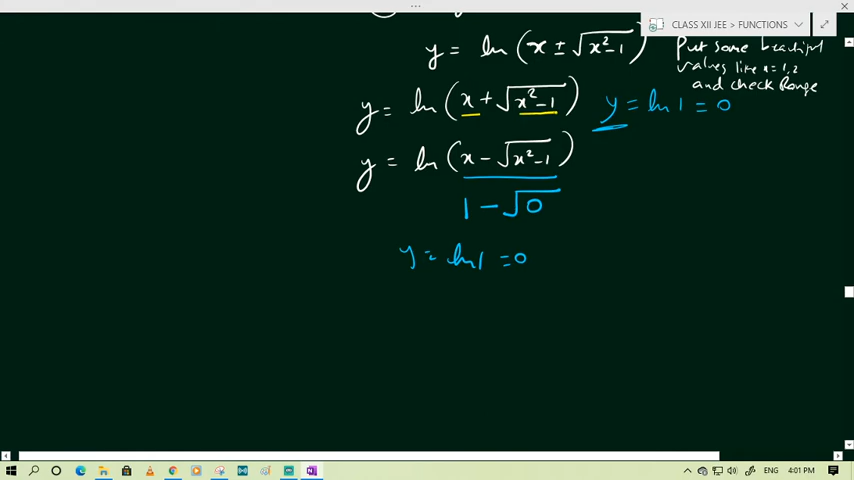 CLASS XII JEE > FUNCTIONS
y = ln (x ± √x²-1)
Put some
values like x = 1, 2
and check Range
y = ln (x + √x²-1)
y = ln 1 = 0
y = ln (x - √x²-1)
1 - √0
y = ln 1 = 0
ENG 4:01 PM